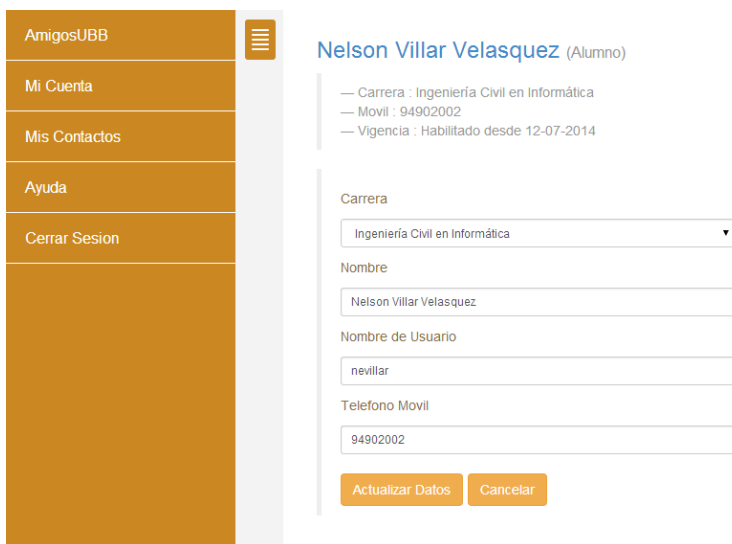 AmigosUBB
Mi Cuenta
Mis Contactos
Ayuda
Cerrar Sesion
Nelson Villar Velasquez (Alumno)
— Carrera : Ingeniería Civil en Informática
— Movil : 94902002
— Vigencia : Habilitado desde 12-07-2014
Carrera
Ingeniería Civil en Informática
Nombre
Nelson Villar Velasquez
Nombre de Usuario
nevillar
Telefono Movil
94902002
Actualizar Datos Cancelar